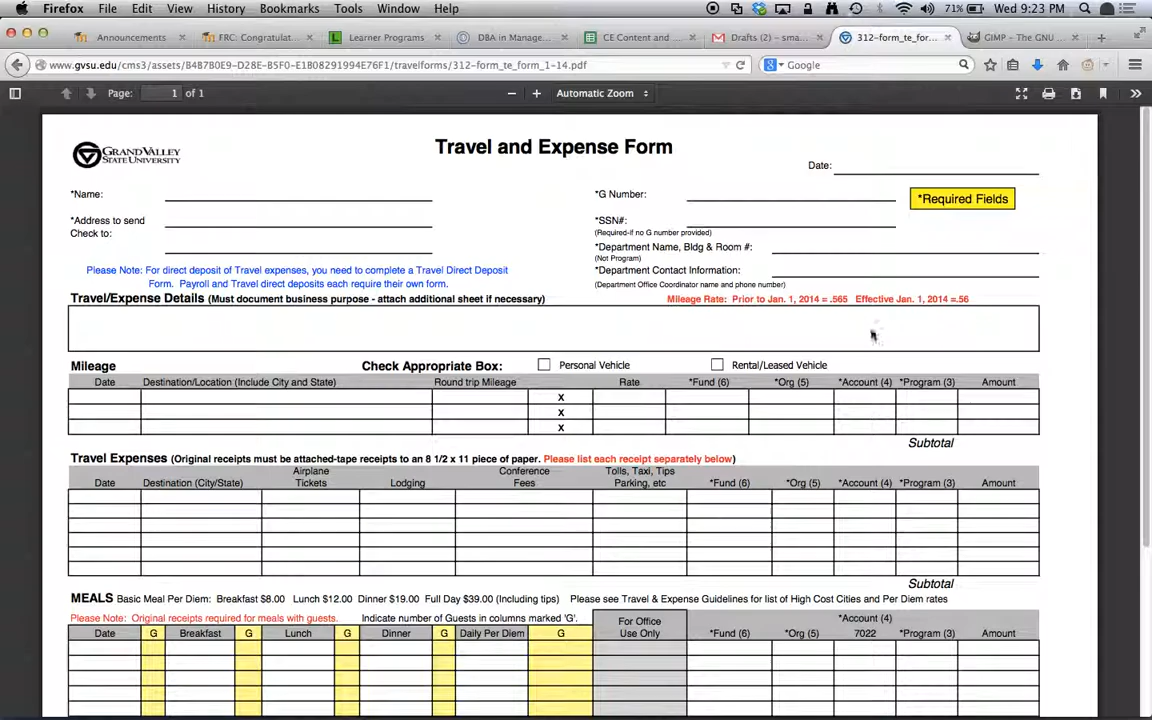 Firefox File Edit View History Bookmarks Tools Window Help 71% Wed 9:23 PM
Announcements FRC: Congratulat... Learner Programs DBA in Manage... CE Content and ... Drafts (2) – sma... 312-form_te_for... GIMP – The GNU ...
www.gvsu.edu/cms3/assets/B4B7B0E9-D28E-B5F0-E1B08291994E76F1/travelforms/312-form_te_form_1-14.pdf Google
Page: 1 of 1 Automatic Zoom
GRANDVALLEY
STATE UNIVERSITY
Travel and Expense Form
Date:
*Name: *G Number: *Required Fields
*Address to send *SSN#:
Check to: (Required-if no G number provided)
*Department Name, Bldg & Room #:
(Not Program)
Please Note: For direct deposit of Travel expenses, you need to complete a Travel Direct Deposit *Department Contact Information:
Form. Payroll and Travel direct deposits each require their own form. (Department Office Coordinator name and phone number)
Travel/Expense Details (Must document business purpose - attach additional sheet if necessary) Mileage Rate: Prior to Jan. 1, 2014 = .565 Effective Jan. 1, 2014 =.56
Mileage Check Appropriate Box: Personal Vehicle Rental/Leased Vehicle
Date Destination/Location (Include City and State) Round trip Mileage Rate *Fund (6) *Org (5) *Account (4) *Program (3) Amount
x
x
x
Subtotal
Travel Expenses (Original receipts must be attached-tape receipts to an 8 1/2 x 11 piece of paper. Please list each receipt separately below)
Airplane Conference Tolls, Taxi, Tips
Date Destination (City/State) Tickets Lodging Fees Parking, etc *Fund (6) *Org (5) *Account (4) *Program (3) Amount
Subtotal
MEALS Basic Meal Per Diem: Breakfast $8.00 Lunch $12.00 Dinner $19.00 Full Day $39.00 (Including tips) Please see Travel & Expense Guidelines for list of High Cost Cities and Per Diem rates
Please Note: Original receipts required for meals with guests. Indicate number of Guests in columns marked 'G'. For Office *Account (4)
Date G Breakfast G Lunch G Dinner G Daily Per Diem G Use Only *Fund (6) *Org (5) 7022 *Program (3) Amount